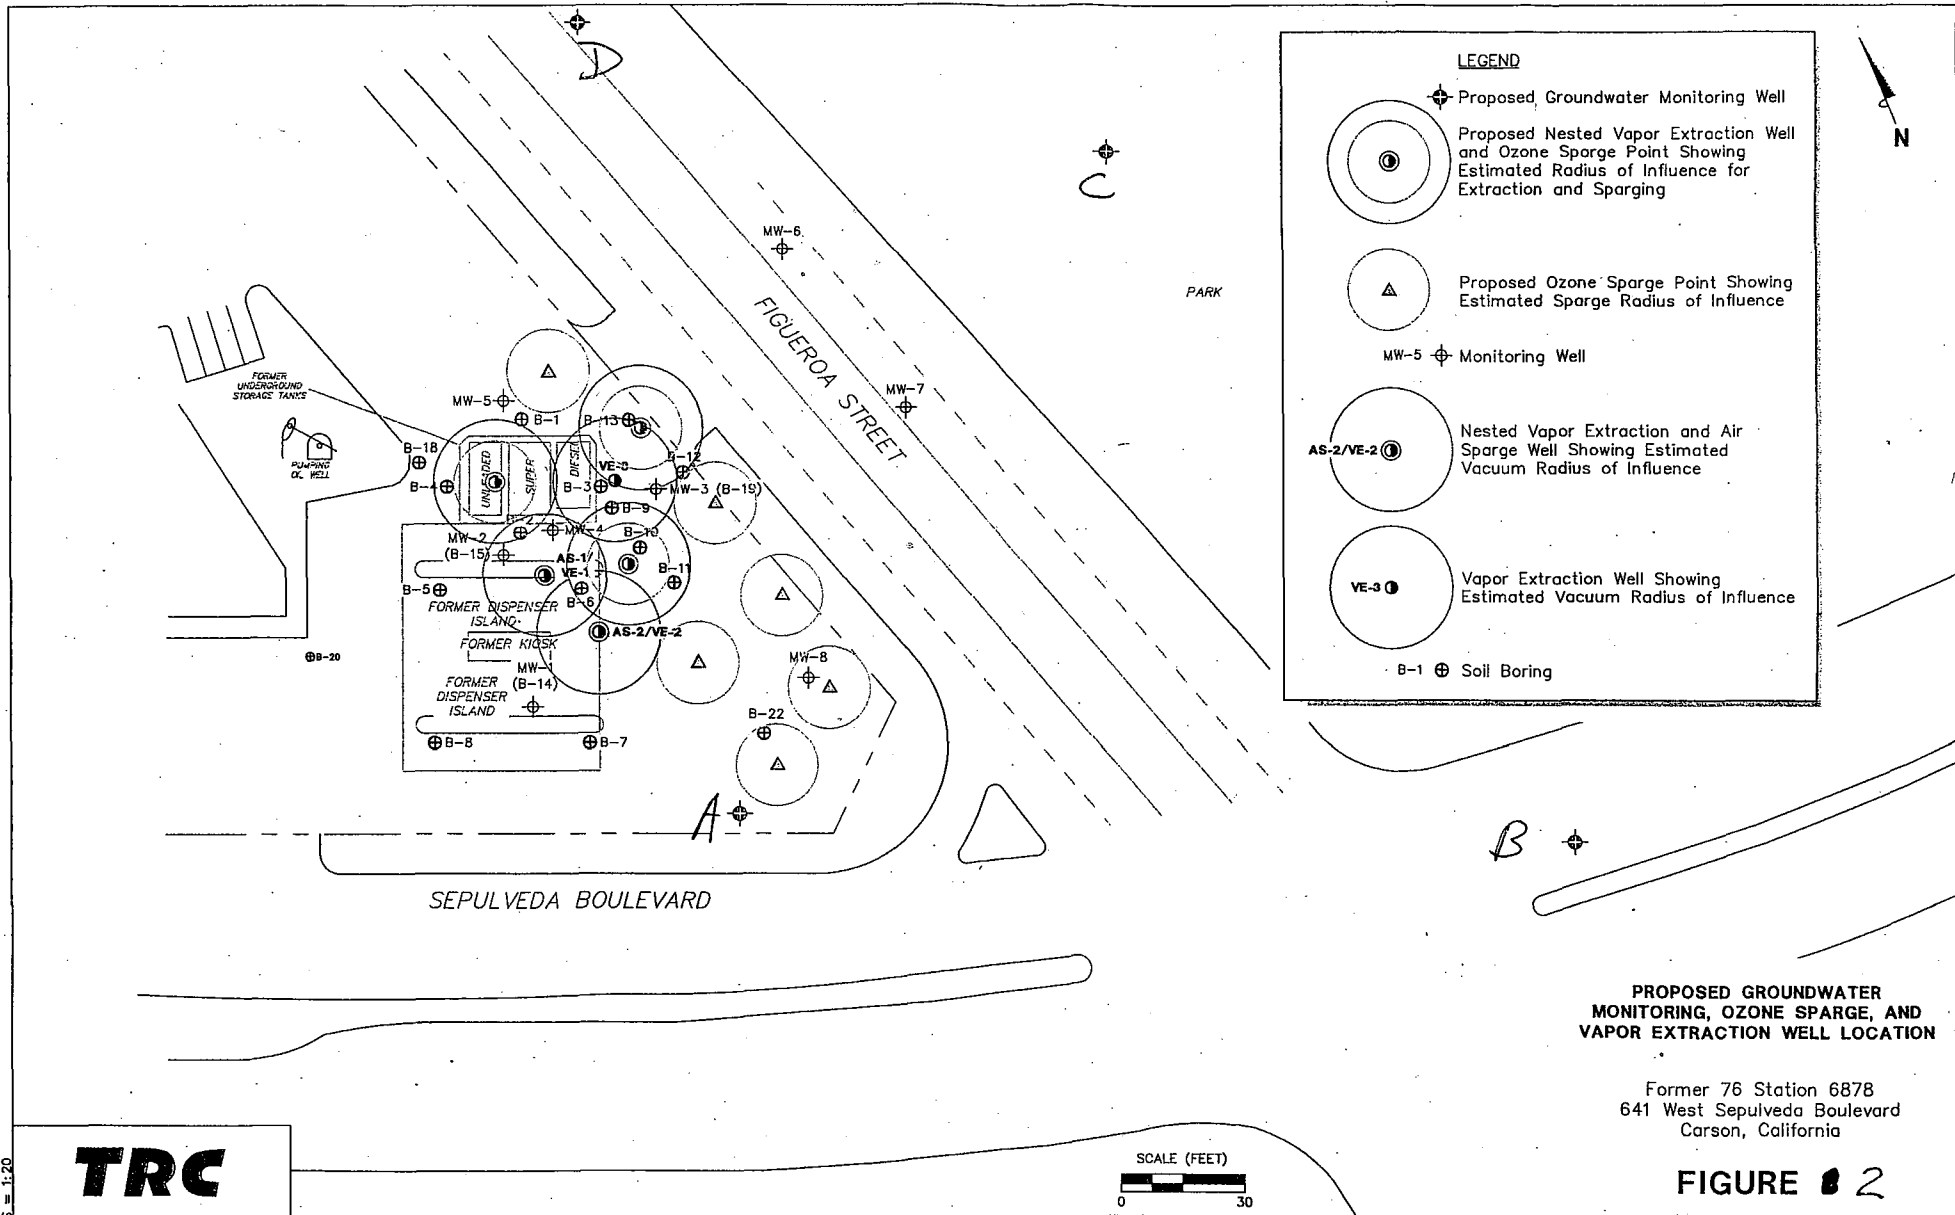 D
C
LEGEND
Proposed Groundwater Monitoring Well
Proposed Nested Vapor Extraction Well
and Ozone Sparge Point Showing
Estimated Radius of Influence for
Extraction and Sparging
Proposed Ozone Sparge Point Showing
Estimated Sparge Radius of Influence
MW-5 Monitoring Well
AS-2/VE-2
Nested Vapor Extraction and Air
Sparge Well Showing Estimated
Vacuum Radius of Influence
VE-3
Vapor Extraction Well Showing
Estimated Vacuum Radius of Influence
B-1 Soil Boring
N
MW-6
PARK
FIGUEROA STREET
MW-7
FORMER
UNDERGROUND
STORAGE TANKS
PUMPING
OIL WELL
MW-5
B-1
B-13
B-18
B-4
UNLEADED
SUPER
DIESEL
B-12
B-3
MW-3 (B-19)
B-9
MW-4
MW-2
(B-15)
B-10
AS-1/
VE-1
B-11
B-5
B-6
FORMER DISPENSER
ISLAND
AS-2/VE-2
FORMER KIOSK
MW-1
(B-14)
FORMER
DISPENSER
ISLAND
B-20
MW-8
B-22
B-8
B-7
A
B
SEPULVEDA BOULEVARD
PROPOSED GROUNDWATER
MONITORING, OZONE SPARGE, AND
VAPOR EXTRACTION WELL LOCATION
Former 76 Station 6878
641 West Sepulveda Boulevard
Carson, California
FIGURE 2
SCALE (FEET)
0 30
TRC
= 1:20